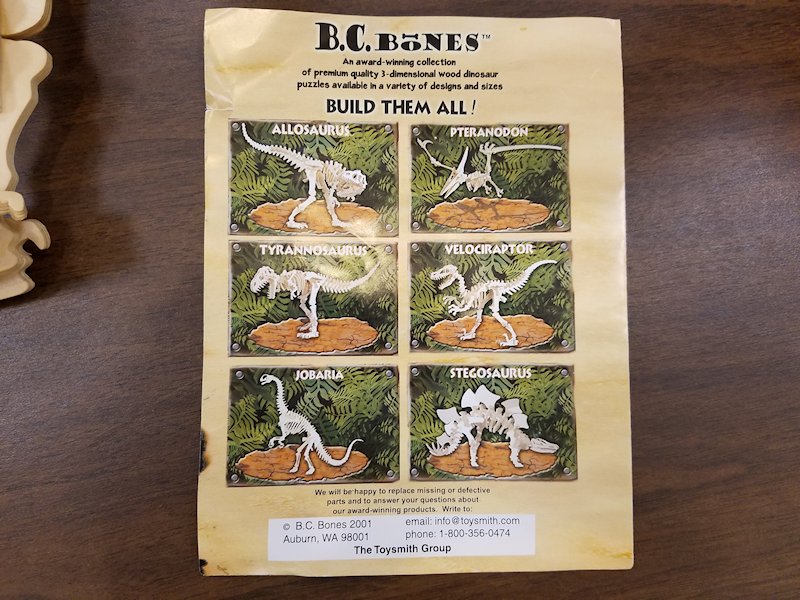 B.C. BONES™
An award-winning collection
of premium quality 3-dimensional wood dinosaur
puzzles available in a variety of designs and sizes
BUILD THEM ALL!
ALLOSAURUS
PTERANODON
TYRANNOSAURUS
VELOCIRAPTOR
JOBARIA
STEGOSAURUS
We will be happy to replace missing or defective
parts and to answer your questions about
our award-winning products. Write to:
© B.C. Bones 2001
Auburn, WA 98001
email: info@toysmith.com
phone: 1-800-356-0474
The Toysmith Group